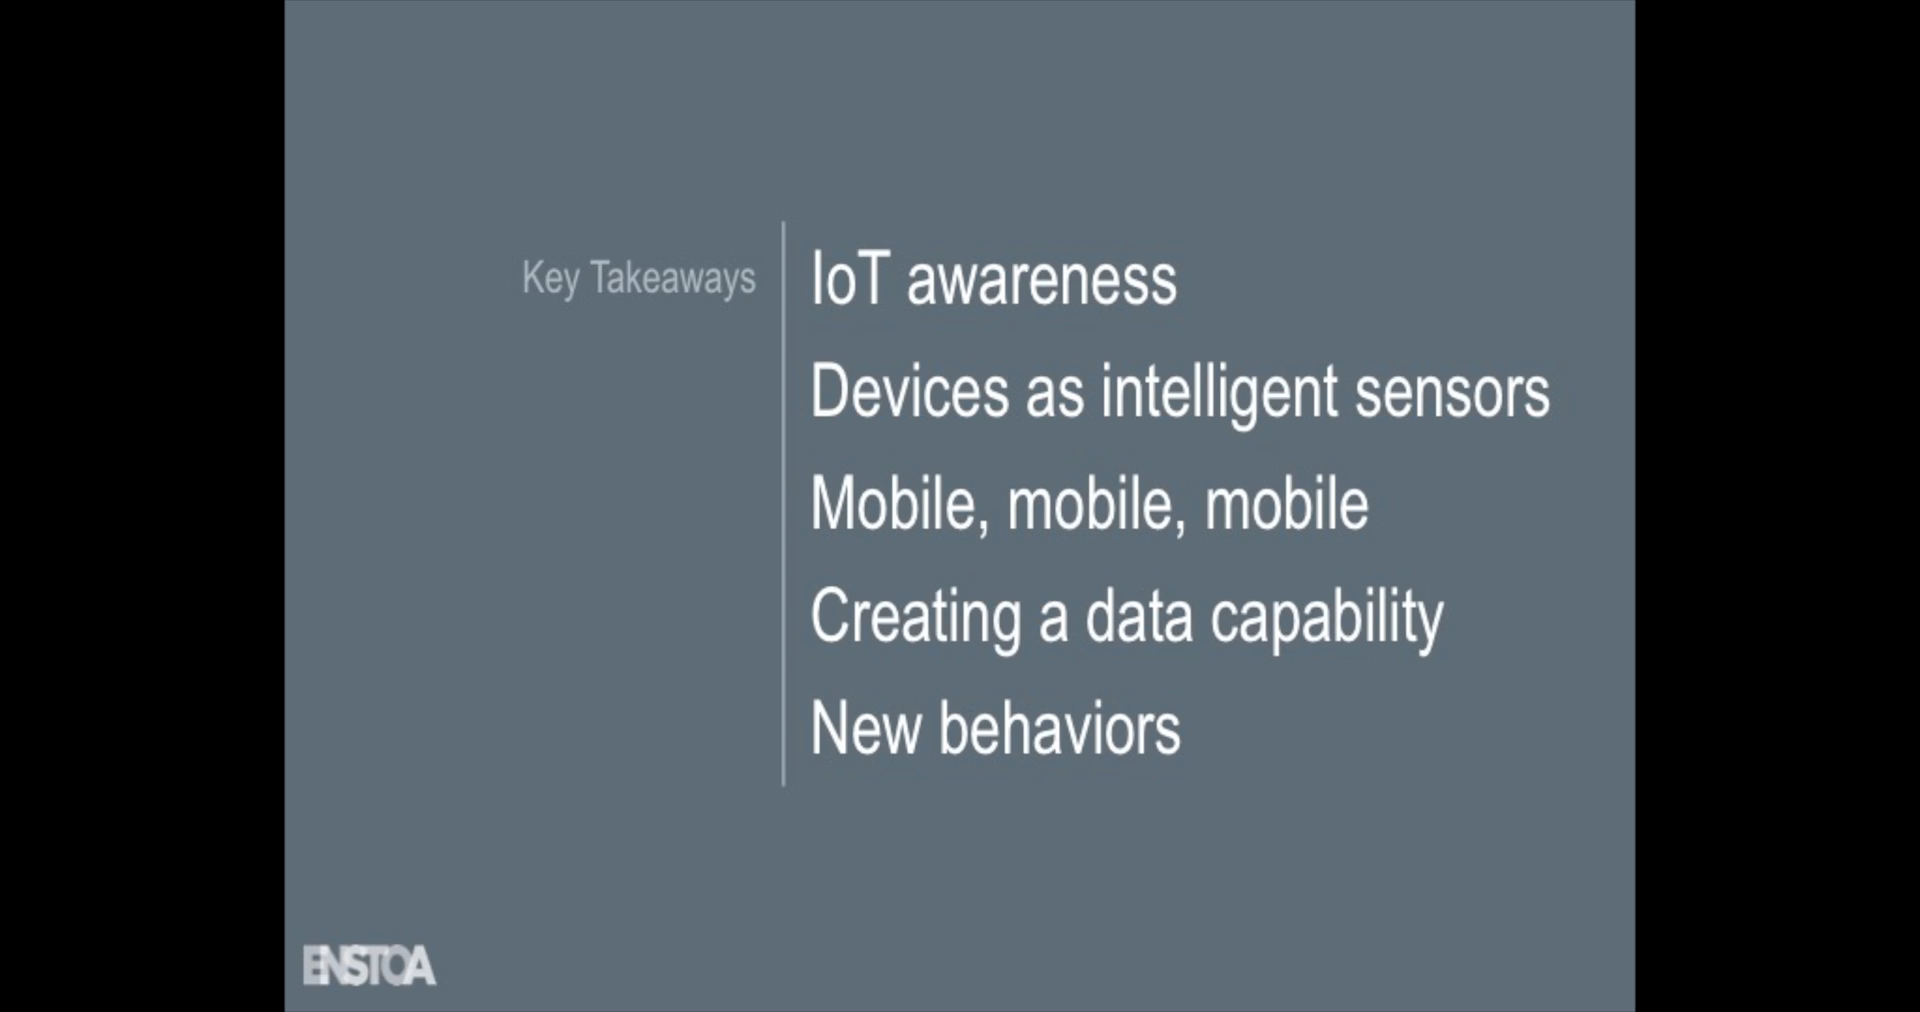 Key Takeaways
IoT awareness
Devices as intelligent sensors
Mobile, mobile, mobile
Creating a data capability
New behaviors
ENSTOA